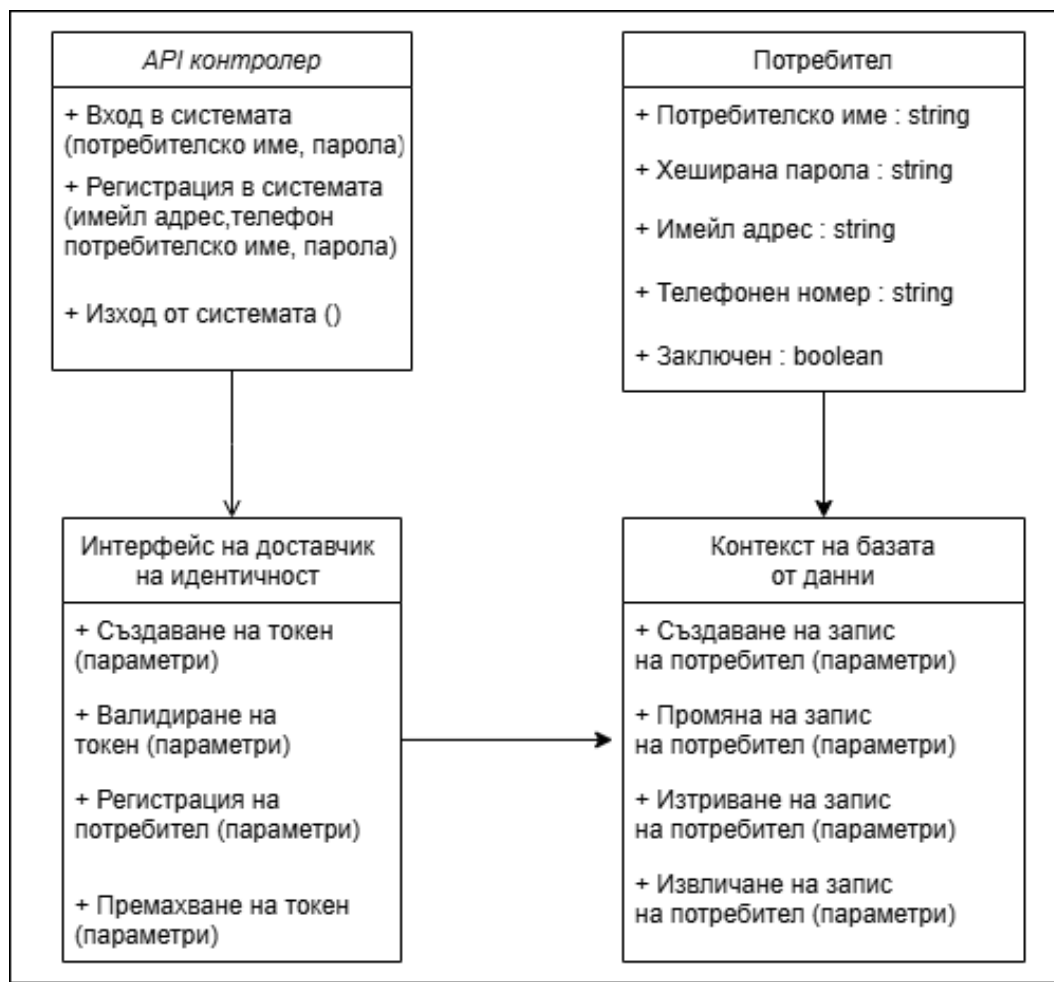 API контролер
+ Вход в системата
(потребителско име, парола)
+ Регистрация в системата
(имейл адрес,телефон
потребителско име, парола)
+ Изход от системата ()
Потребител
+ Потребителско име : string
+ Хеширана парола : string
+ Имейл адрес : string
+ Телефонен номер : string
+ Заключен : boolean
Интерфейс на доставчик
на идентичност
+ Създаване на токен
(параметри)
+ Валидиране на
токен (параметри)
+ Регистрация на
потребител (параметри)
+ Премахване на токен
(параметри)
Контекст на базата
от данни
+ Създаване на запис
на потребител (параметри)
+ Промяна на запис
на потребител (параметри)
+ Изтриване на запис
на потребител (параметри)
+ Извличане на запис
на потребител (параметри)